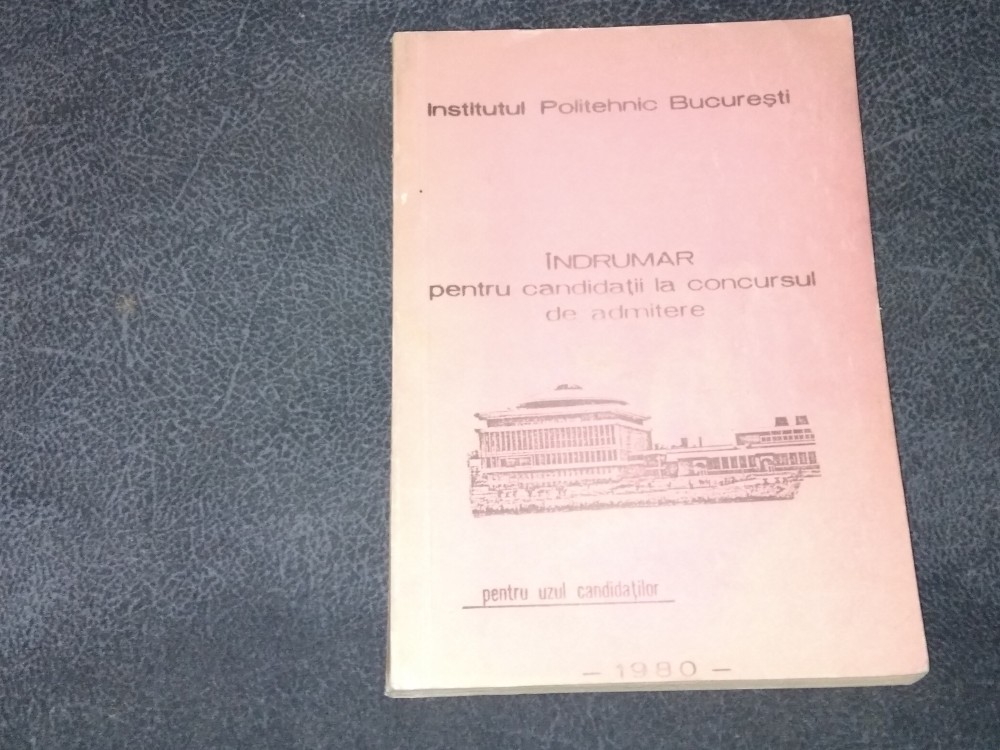 Institutul Politehnic București
ÎNDRUMAR
pentru candidații la concursul
de admitere
pentru uzul candidaților
– 1980 –